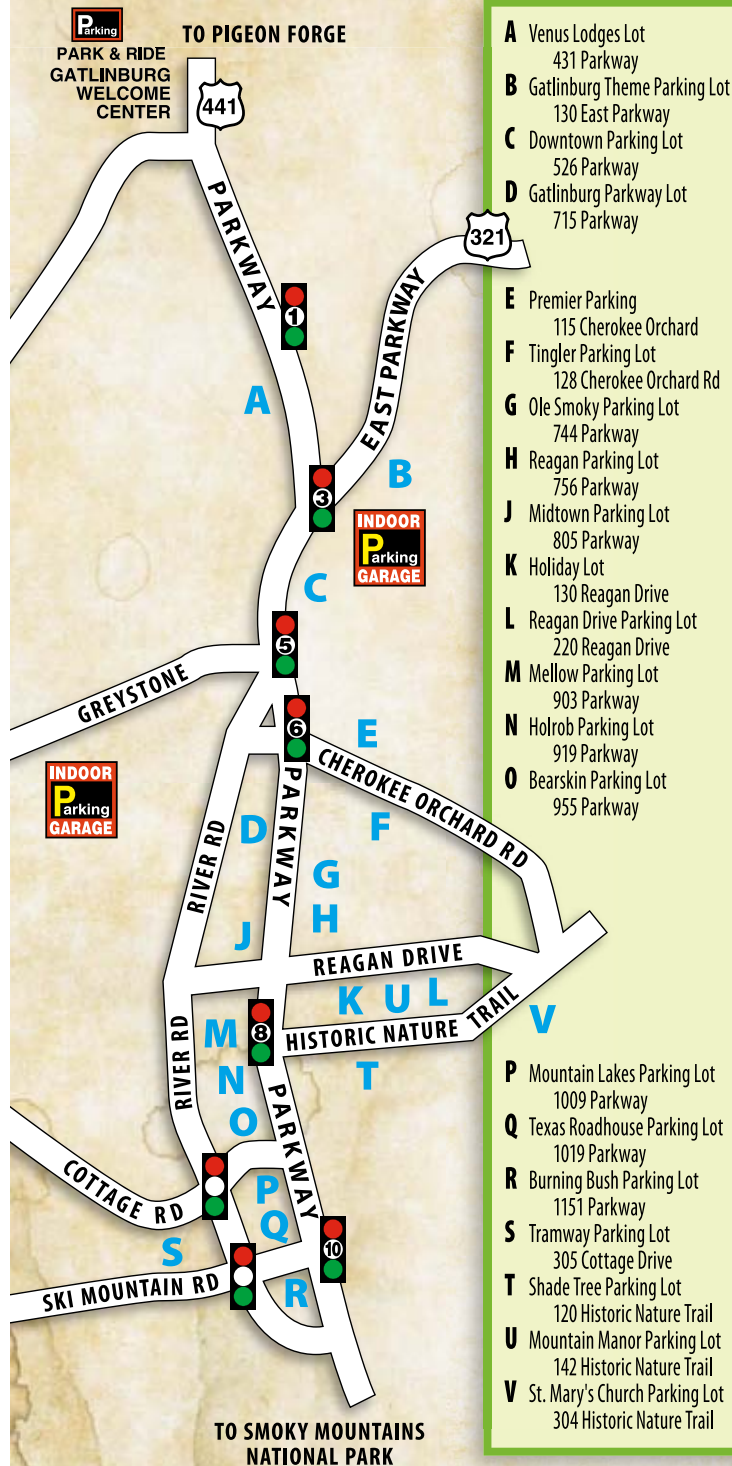 Parking
PARK & RIDE
GATLINBURG
WELCOME
CENTER
TO PIGEON FORGE
441
PARKWAY
1
321
EAST PARKWAY
A
B
3
INDOOR
Parking
GARAGE
C
5
GREYSTONE
6
E
CHEROKEE ORCHARD RD
INDOOR
Parking
GARAGE
RIVER RD
D
PARKWAY
F
G
H
J
REAGAN DRIVE
K U L
M
8
HISTORIC NATURE TRAIL
V
T
RIVER RD
N
O
PARKWAY
COTTAGE RD
P
Q
S
10
SKI MOUNTAIN RD
R
TO SMOKY MOUNTAINS
NATIONAL PARK
A Venus Lodges Lot
431 Parkway
B Gatlinburg Theme Parking Lot
130 East Parkway
C Downtown Parking Lot
526 Parkway
D Gatlinburg Parkway Lot
715 Parkway
E Premier Parking
115 Cherokee Orchard
F Tingler Parking Lot
128 Cherokee Orchard Rd
G Ole Smoky Parking Lot
744 Parkway
H Reagan Parking Lot
756 Parkway
J Midtown Parking Lot
805 Parkway
K Holiday Lot
130 Reagan Drive
L Reagan Drive Parking Lot
220 Reagan Drive
M Mellow Parking Lot
903 Parkway
N Holrob Parking Lot
919 Parkway
O Bearskin Parking Lot
955 Parkway
P Mountain Lakes Parking Lot
1009 Parkway
Q Texas Roadhouse Parking Lot
1019 Parkway
R Burning Bush Parking Lot
1151 Parkway
S Tramway Parking Lot
305 Cottage Drive
T Shade Tree Parking Lot
120 Historic Nature Trail
U Mountain Manor Parking Lot
142 Historic Nature Trail
V St. Mary's Church Parking Lot
304 Historic Nature Trail